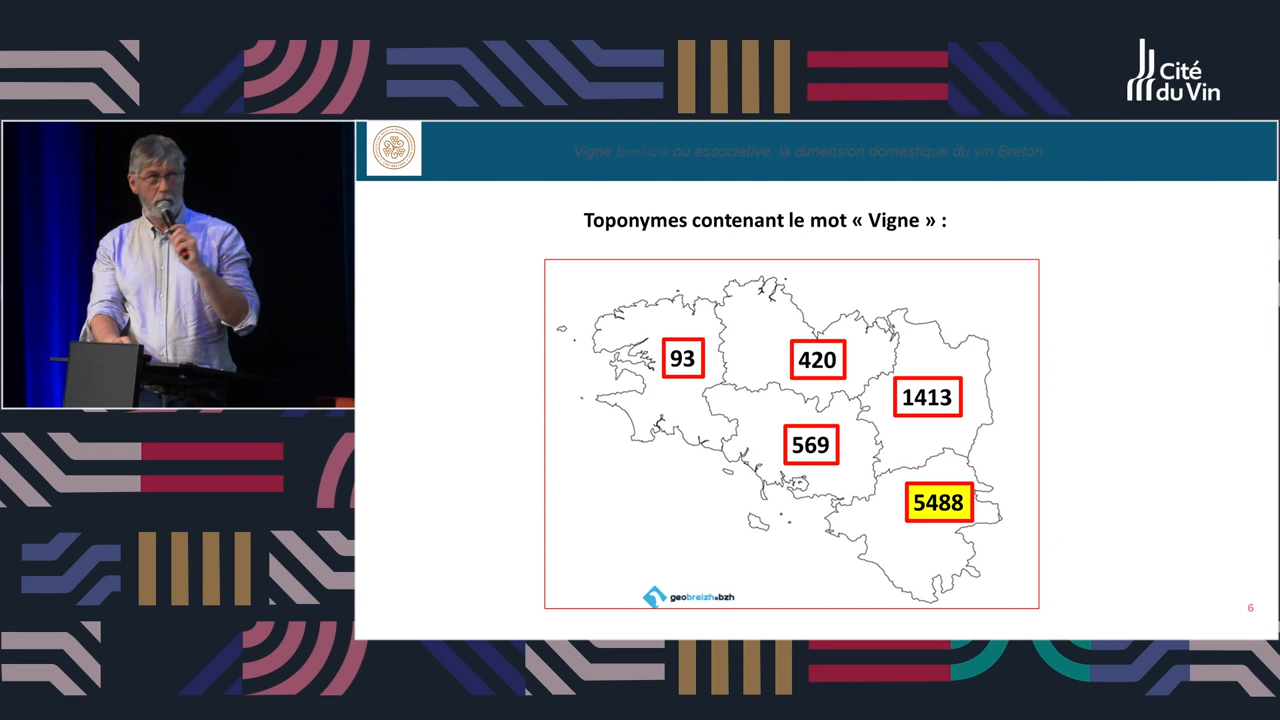 Cité
du Vin
Vigne familiale ou associative, la dimension domestique du vin Breton.
Toponymes contenant le mot « Vigne » :
93
420
1413
569
5488
geobreizh.bzh
6